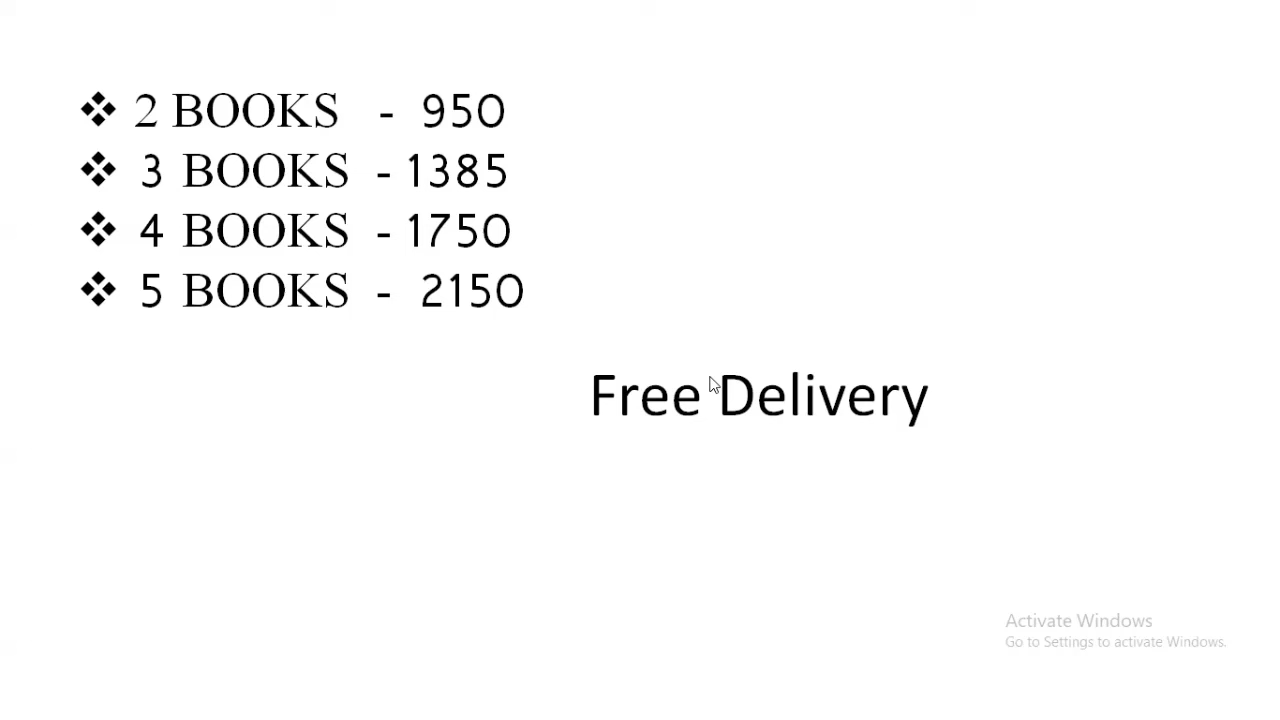 ❖ 2 BOOKS - 950
❖ 3 BOOKS - 1385
❖ 4 BOOKS - 1750
❖ 5 BOOKS - 2150
Free Delivery
Activate Windows
Go to Settings to activate Windows.